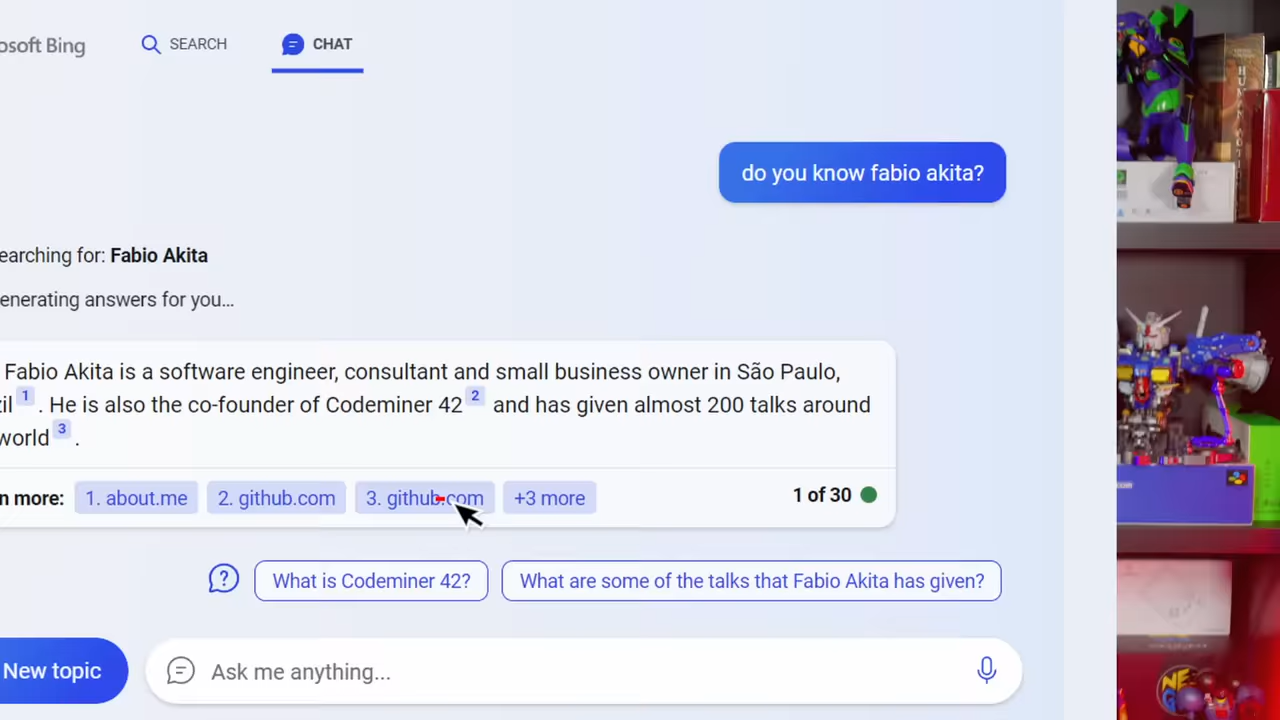 osoft Bing
SEARCH
CHAT
do you know fabio akita?
earching for: Fabio Akita
enerating answers for you...
Fabio Akita is a software engineer, consultant and small business owner in São Paulo,
zil 1 . He is also the co-founder of Codeminer 42 2 and has given almost 200 talks around
world 3 .
n more:
1. about.me
2. github.com
3. github.com
+3 more
1 of 30
What is Codeminer 42?
What are some of the talks that Fabio Akita has given?
New topic
Ask me anything...